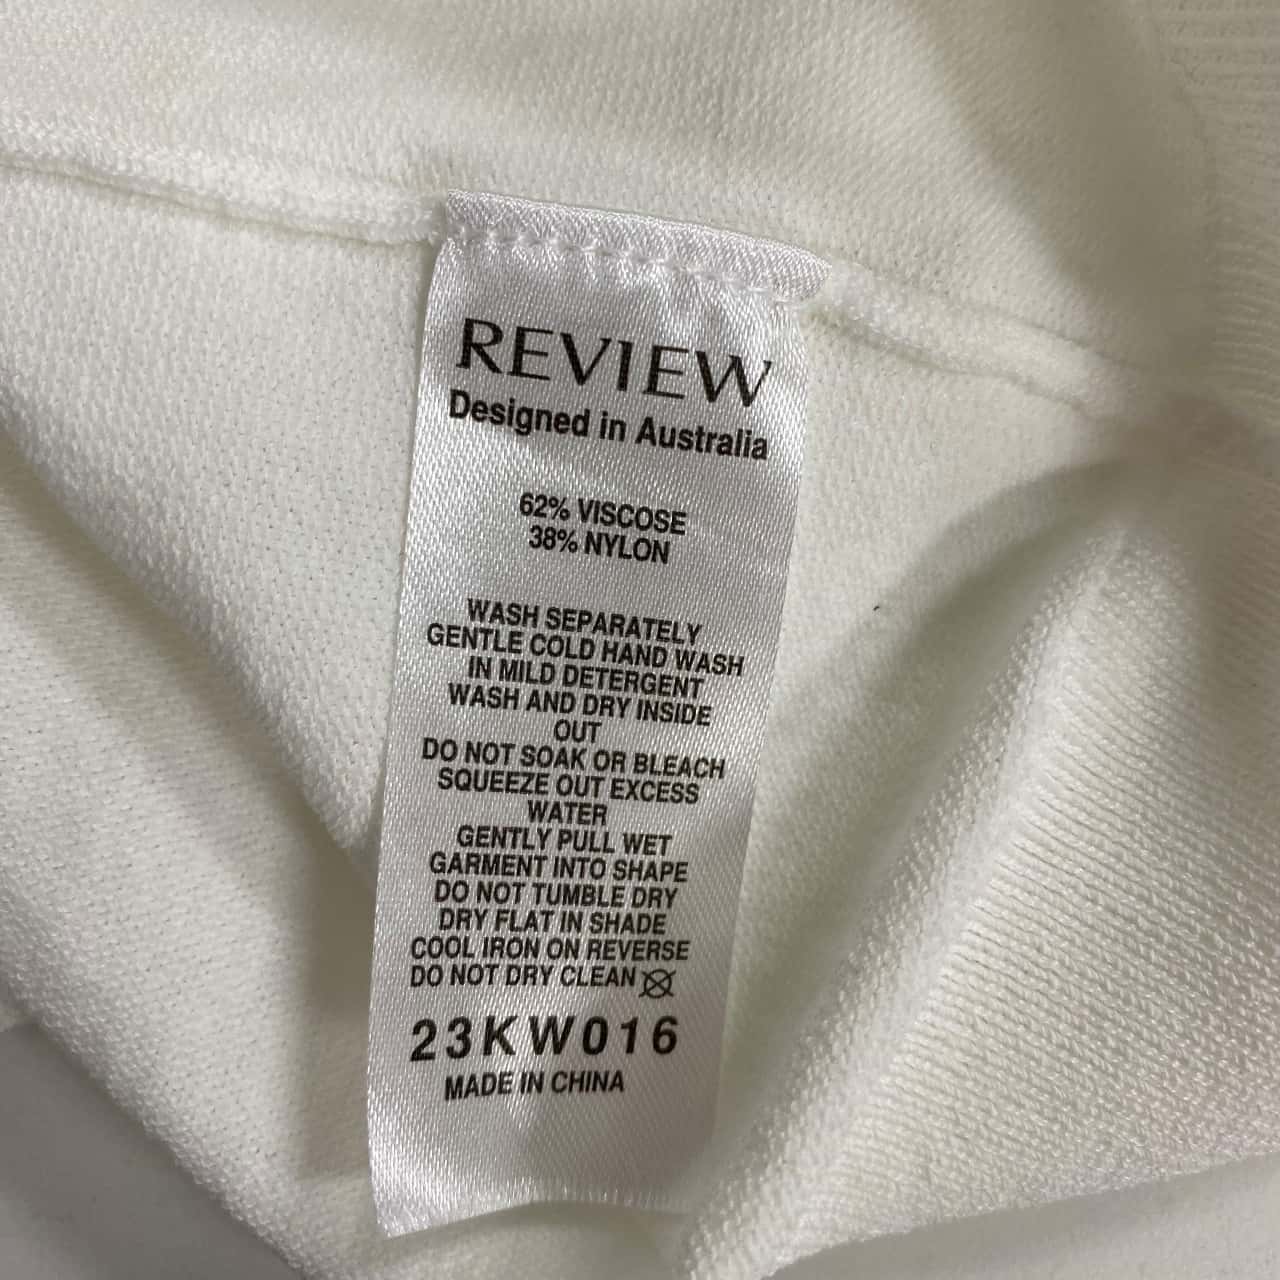 REVIEW
Designed in Australia
62% VISCOSE
38% NYLON
WASH SEPARATELY
GENTLE COLD HAND WASH
IN MILD DETERGENT
WASH AND DRY INSIDE
OUT
DO NOT SOAK OR BLEACH
SQUEEZE OUT EXCESS
WATER
GENTLY PULL WET
GARMENT INTO SHAPE
DO NOT TUMBLE DRY
DRY FLAT IN SHADE
COOL IRON ON REVERSE
DO NOT DRY CLEAN
23KW016
MADE IN CHINA